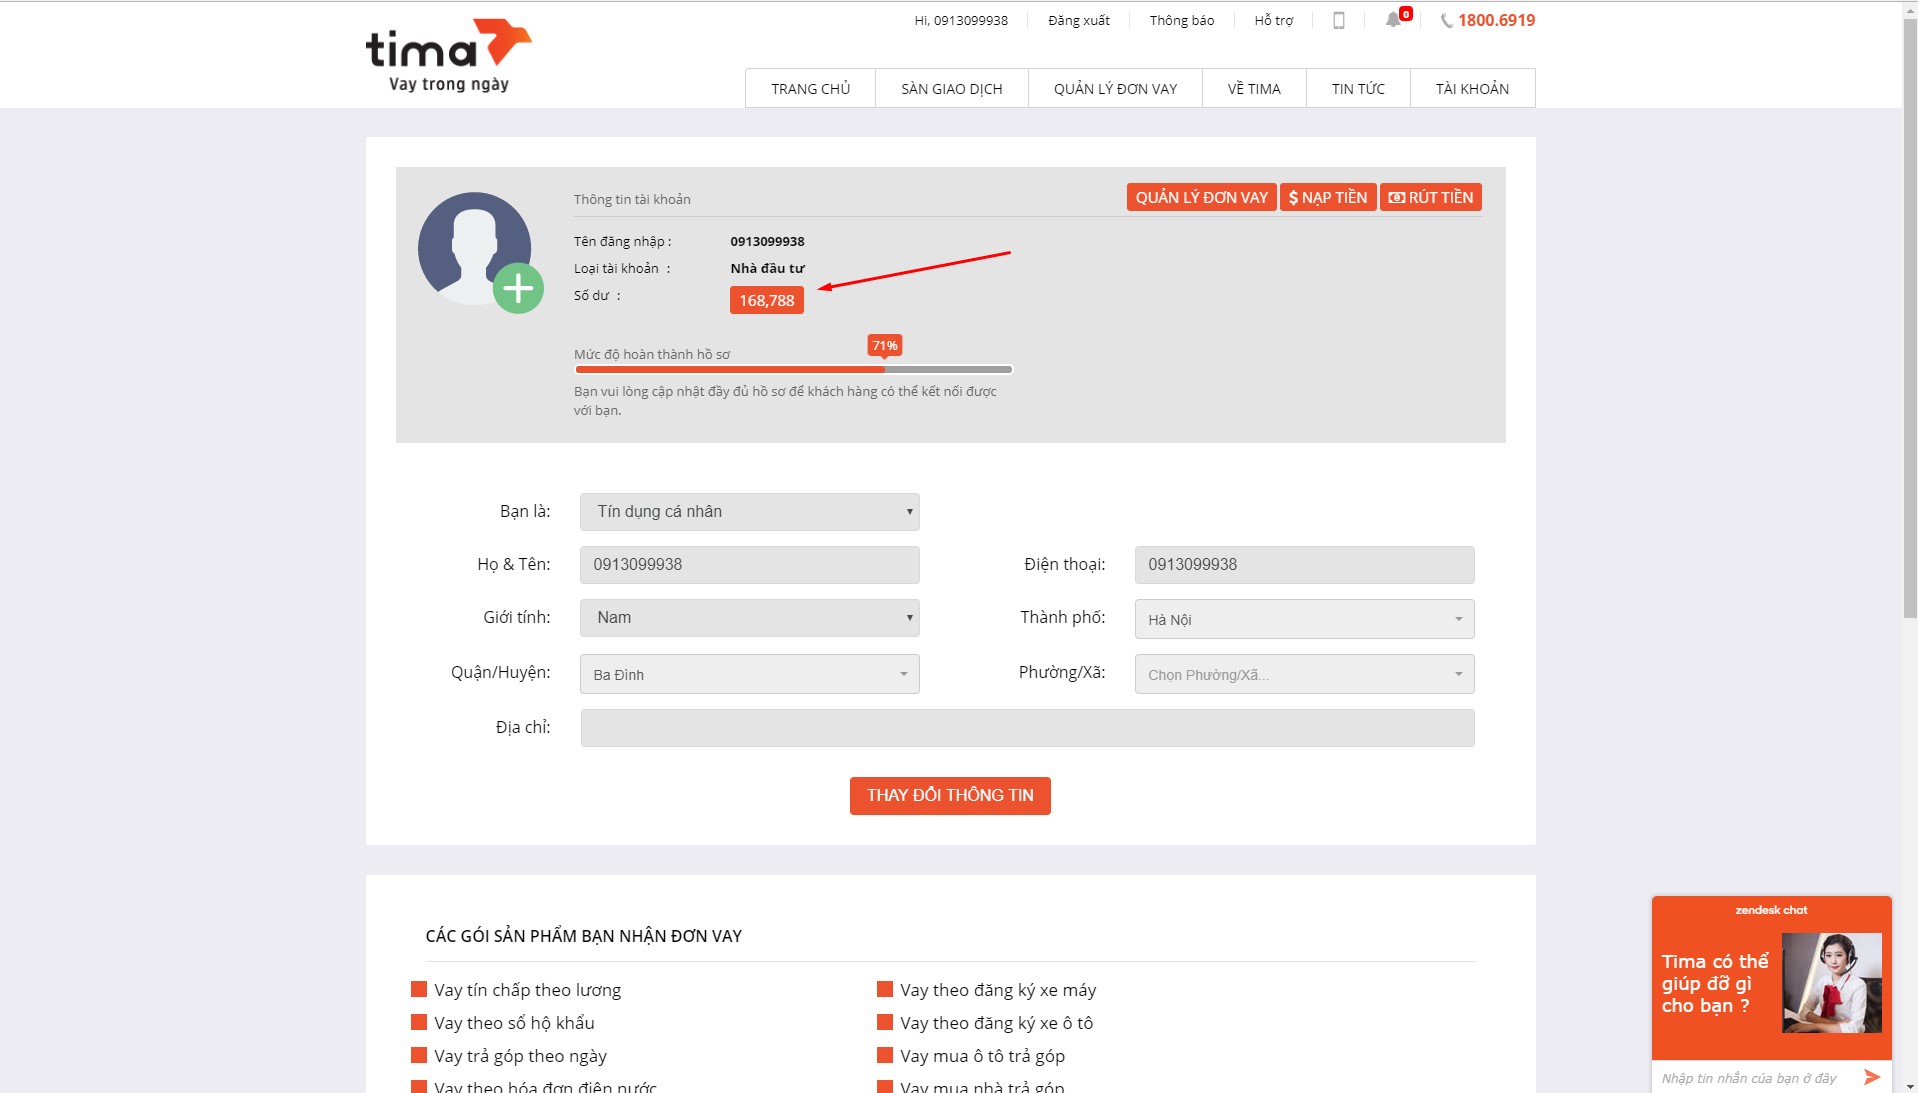 Hi, 0913099938 Đăng xuất Thông báo Hỗ trợ 0 1800.6919
tima
Vay trong ngày
TRANG CHỦ SÀN GIAO DỊCH QUẢN LÝ ĐƠN VAY VỀ TIMA TIN TỨC TÀI KHOẢN
Thông tin tài khoản QUẢN LÝ ĐƠN VAY $ NẠP TIỀN RÚT TIỀN
Tên đăng nhập : 0913099938
Loại tài khoản : Nhà đầu tư
Số dư : 168,788
71%
Mức độ hoàn thành hồ sơ
Bạn vui lòng cập nhật đầy đủ hồ sơ để khách hàng có thể kết nối được
với bạn.
Bạn là: Tín dụng cá nhân
Họ & Tên: 0913099938 Điện thoại: 0913099938
Giới tính: Nam Thành phố: Hà Nội
Quận/Huyện: Ba Đình Phường/Xã: Chọn Phường/Xã...
Địa chỉ:
THAY ĐỔI THÔNG TIN
CÁC GÓI SẢN PHẨM BẠN NHẬN ĐƠN VAY
Vay tín chấp theo lương Vay theo đăng ký xe máy
Vay theo sổ hộ khẩu Vay theo đăng ký xe ô tô
Vay trả góp theo ngày Vay mua ô tô trả góp
Vay theo hóa đơn điện nước Vay mua nhà trả góp
zendesk chat
Tima có thể
giúp đỡ gì
cho bạn ?
Nhập tin nhắn của bạn ở đây